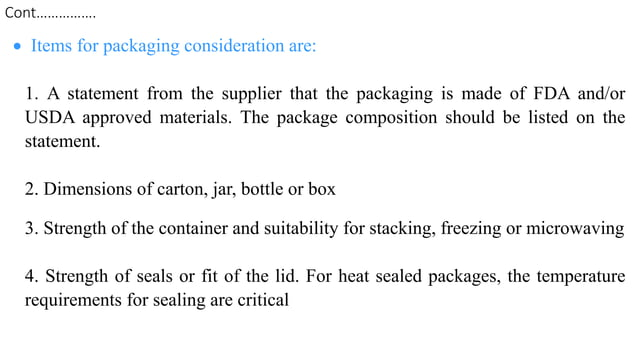 Cont................
• Items for packaging consideration are:
1. A statement from the supplier that the packaging is made of FDA and/or
USDA approved materials. The package composition should be listed on the
statement.
2. Dimensions of carton, jar, bottle or box
3. Strength of the container and suitability for stacking, freezing or microwaving
4. Strength of seals or fit of the lid. For heat sealed packages, the temperature
requirements for sealing are critical